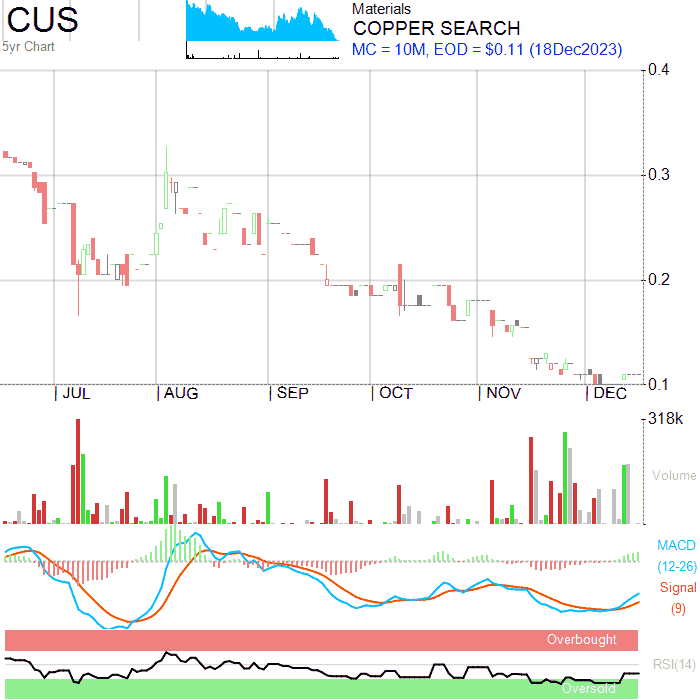 CUS
5yr Chart
Materials
COPPER SEARCH
MC = 10M, EOD = $0.11 (18Dec2023)
0.4
0.3
0.2
0.1
JUL AUG SEP OCT NOV DEC
318k
Volume
MACD
(12-26)
Signal
(9)
Overbought
RSI(14)
Oversold